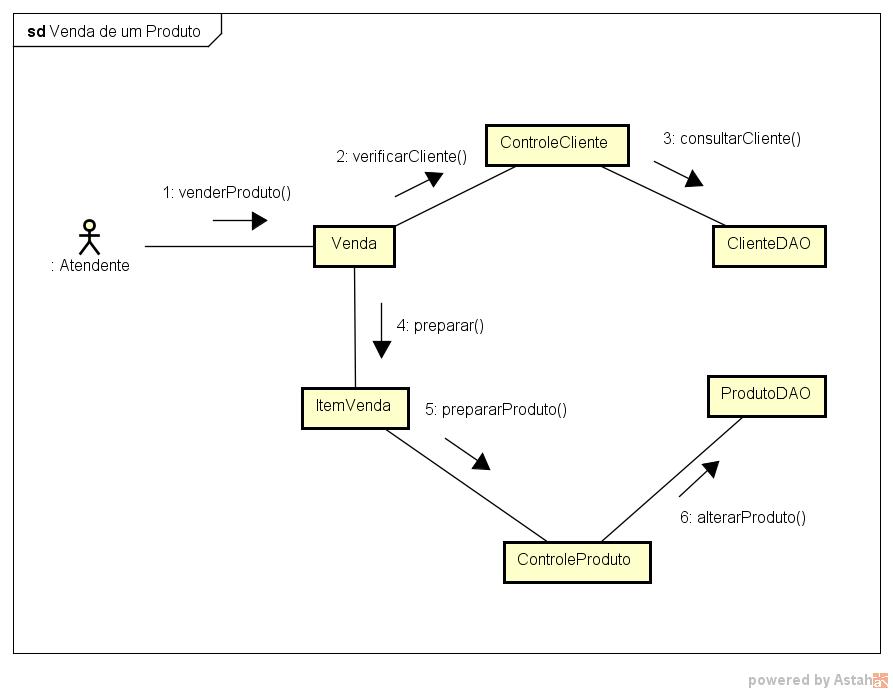 sd Venda de um Produto
ControleCliente
3: consultarCliente()
2: verificarCliente()
1: venderProduto()
Venda
ClienteDAO
: Atendente
4: preparar()
ProdutoDAO
ItemVenda
5: prepararProduto()
6: alterarProduto()
ControleProduto
powered by Astah